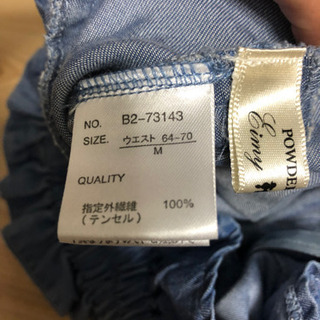 NO. B2-73143
SIZE. ウエスト 64-70
M
QUALITY
指定外繊維 100%
(テンセル)
POWDER
Eimy